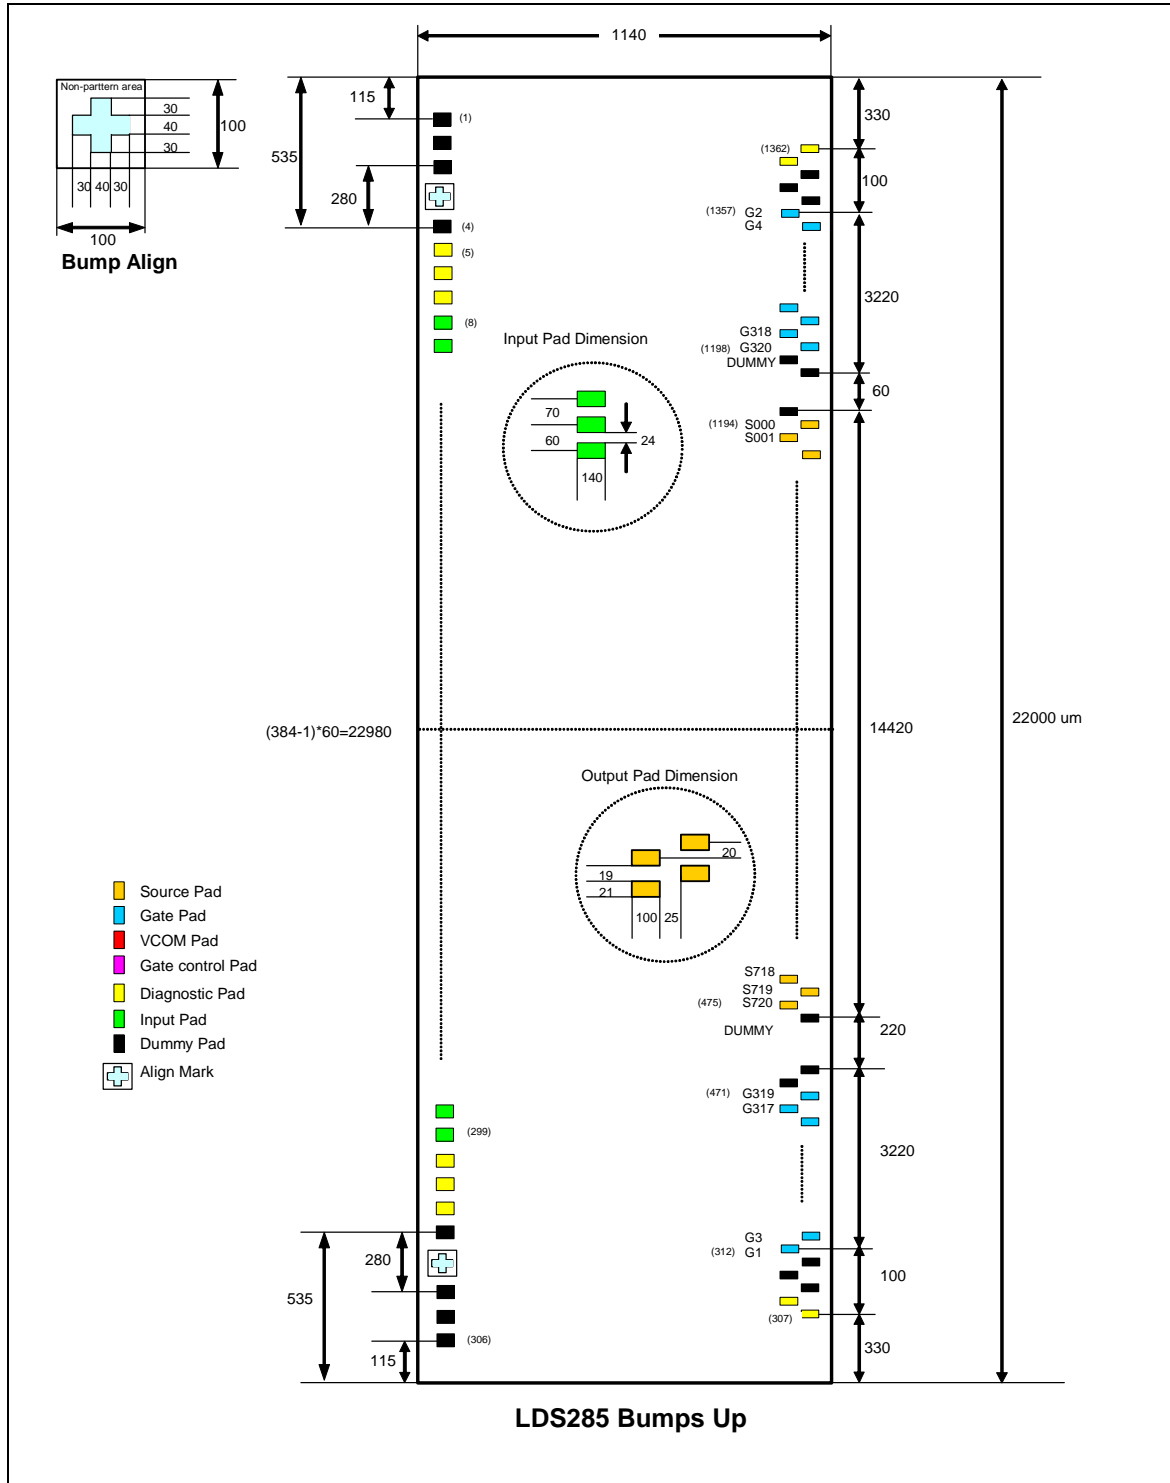 1140
Non-parttern area
30
40
30
100
30 40 30
100
Bump Align
115
535
280
(1)
(4)
(5)
(8)
330
(1362)
100
(1357) G2
G4
3220
G318
(1198) G320
DUMMY
60
(1194) S000
S001
Input Pad Dimension
70
60
24
140
(384-1)*60=22980
14420
22000 um
Output Pad Dimension
20
19
21
100 25
Source Pad
Gate Pad
VCOM Pad
Gate control Pad
Diagnostic Pad
Input Pad
Dummy Pad
Align Mark
S718
S719
(475) S720
DUMMY
220
(471) G319
G317
3220
(299)
G3
(312) G1
100
(307)
330
280
535
(306)
115
LDS285 Bumps Up